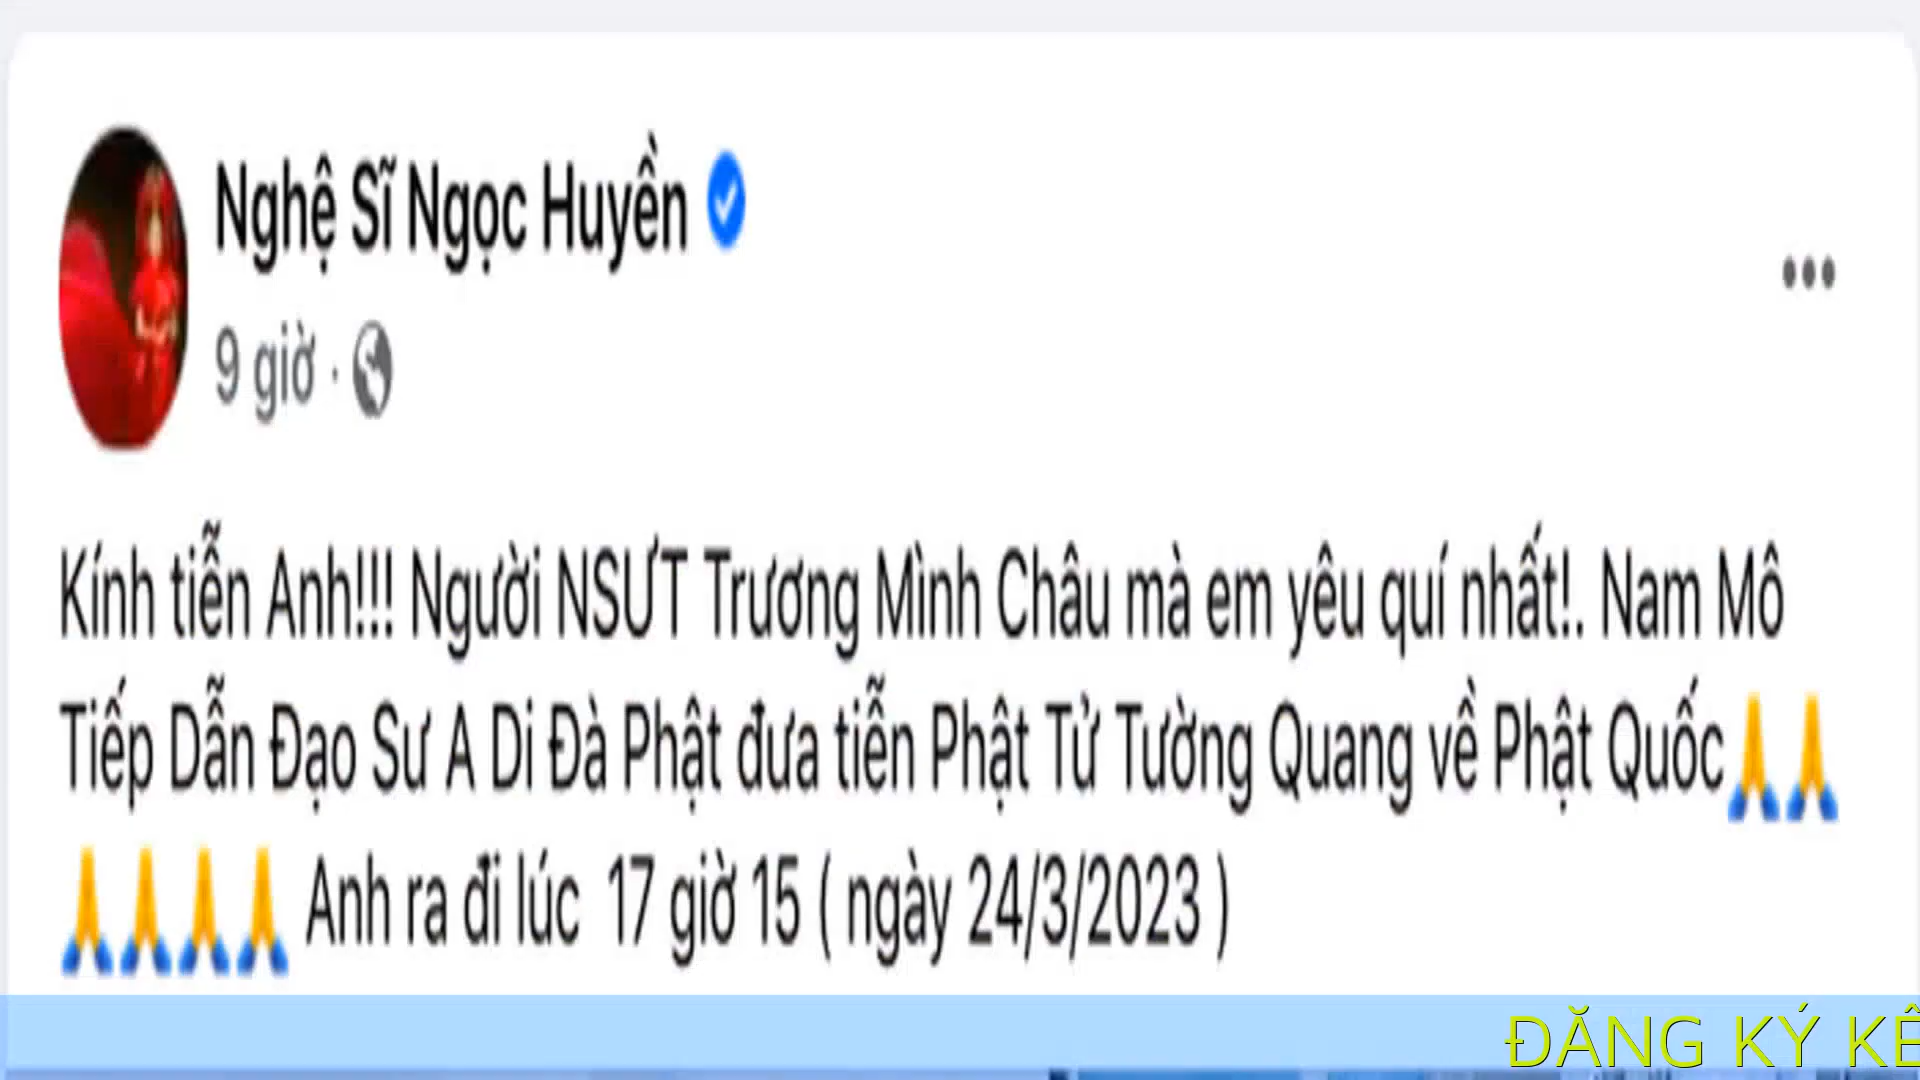 Nghệ Sĩ Ngọc Huyền
9 giờ ·
Kính tiễn Anh!!! Người NSƯT Trương Mình Châu mà em yêu quí nhất!. Nam Mô
Tiếp Dẫn Đạo Sư A Di Đà Phật đưa tiễn Phật Tử Tường Quang về Phật Quốc🙏🙏
🙏🙏🙏🙏 Anh ra đi lúc 17 giờ 15 ( ngày 24/3/2023 )
ĐĂNG KÝ KÊ